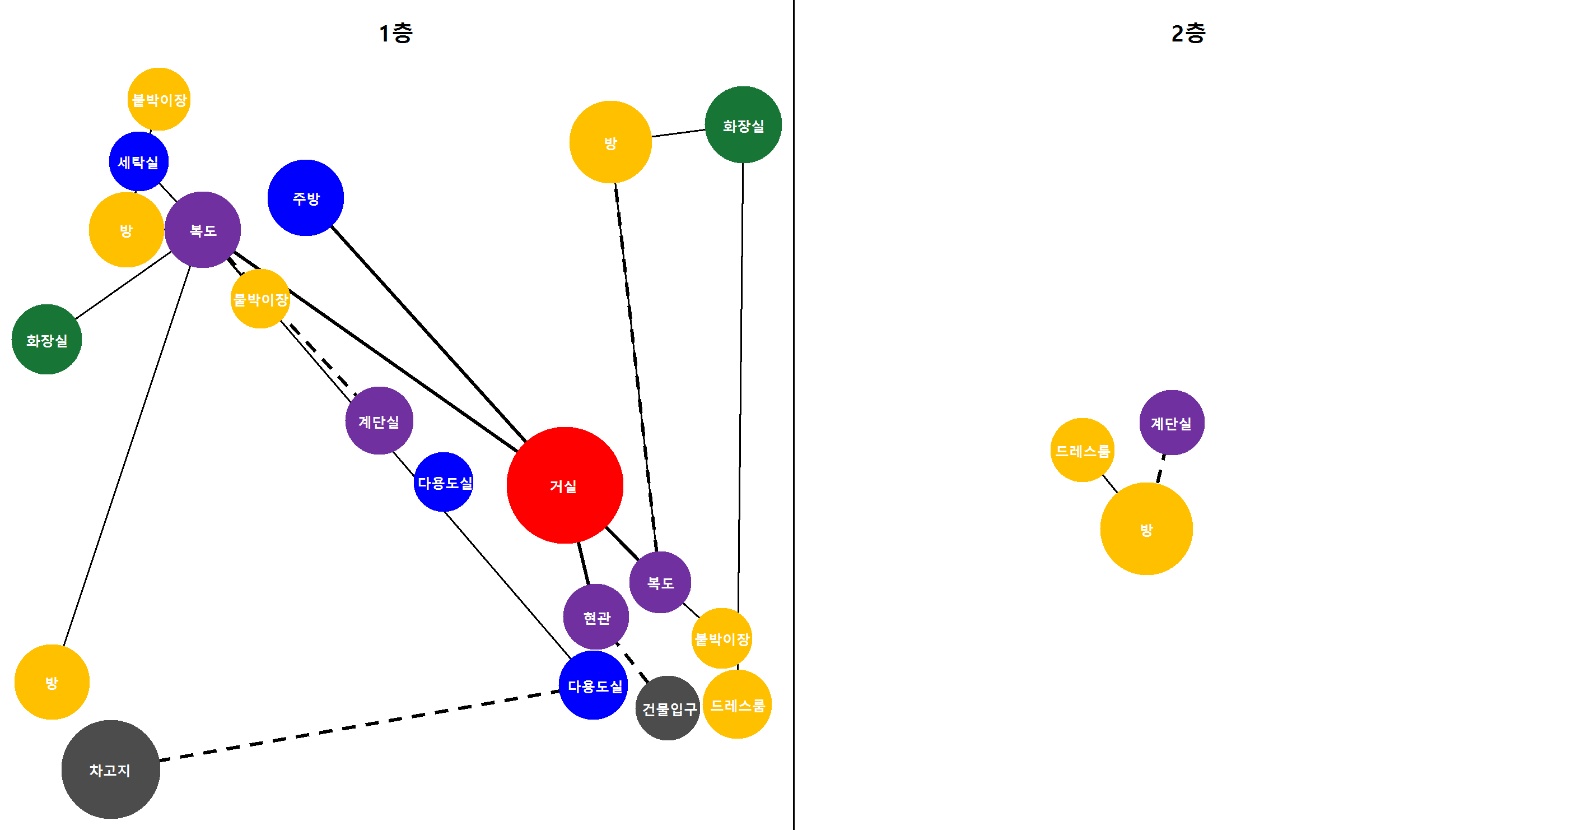 1층
붙박이장
세탁실
방
복도
주방
방
화장실
화장실
붙박이장
계단실
다용도실
거실
복도
현관
붙박이장
방
다용도실
건물입구
드레스룸
차고지
2층
계단실
드레스룸
방